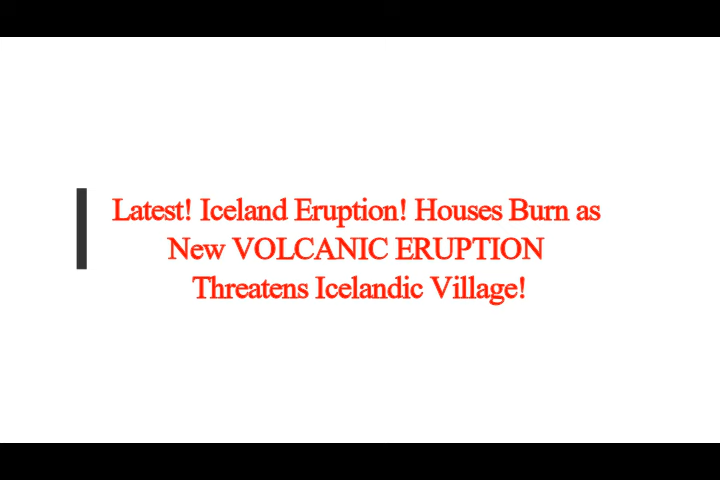 Latest! Iceland Eruption! Houses Burn as
New VOLCANIC ERUPTION
Threatens Icelandic Village!